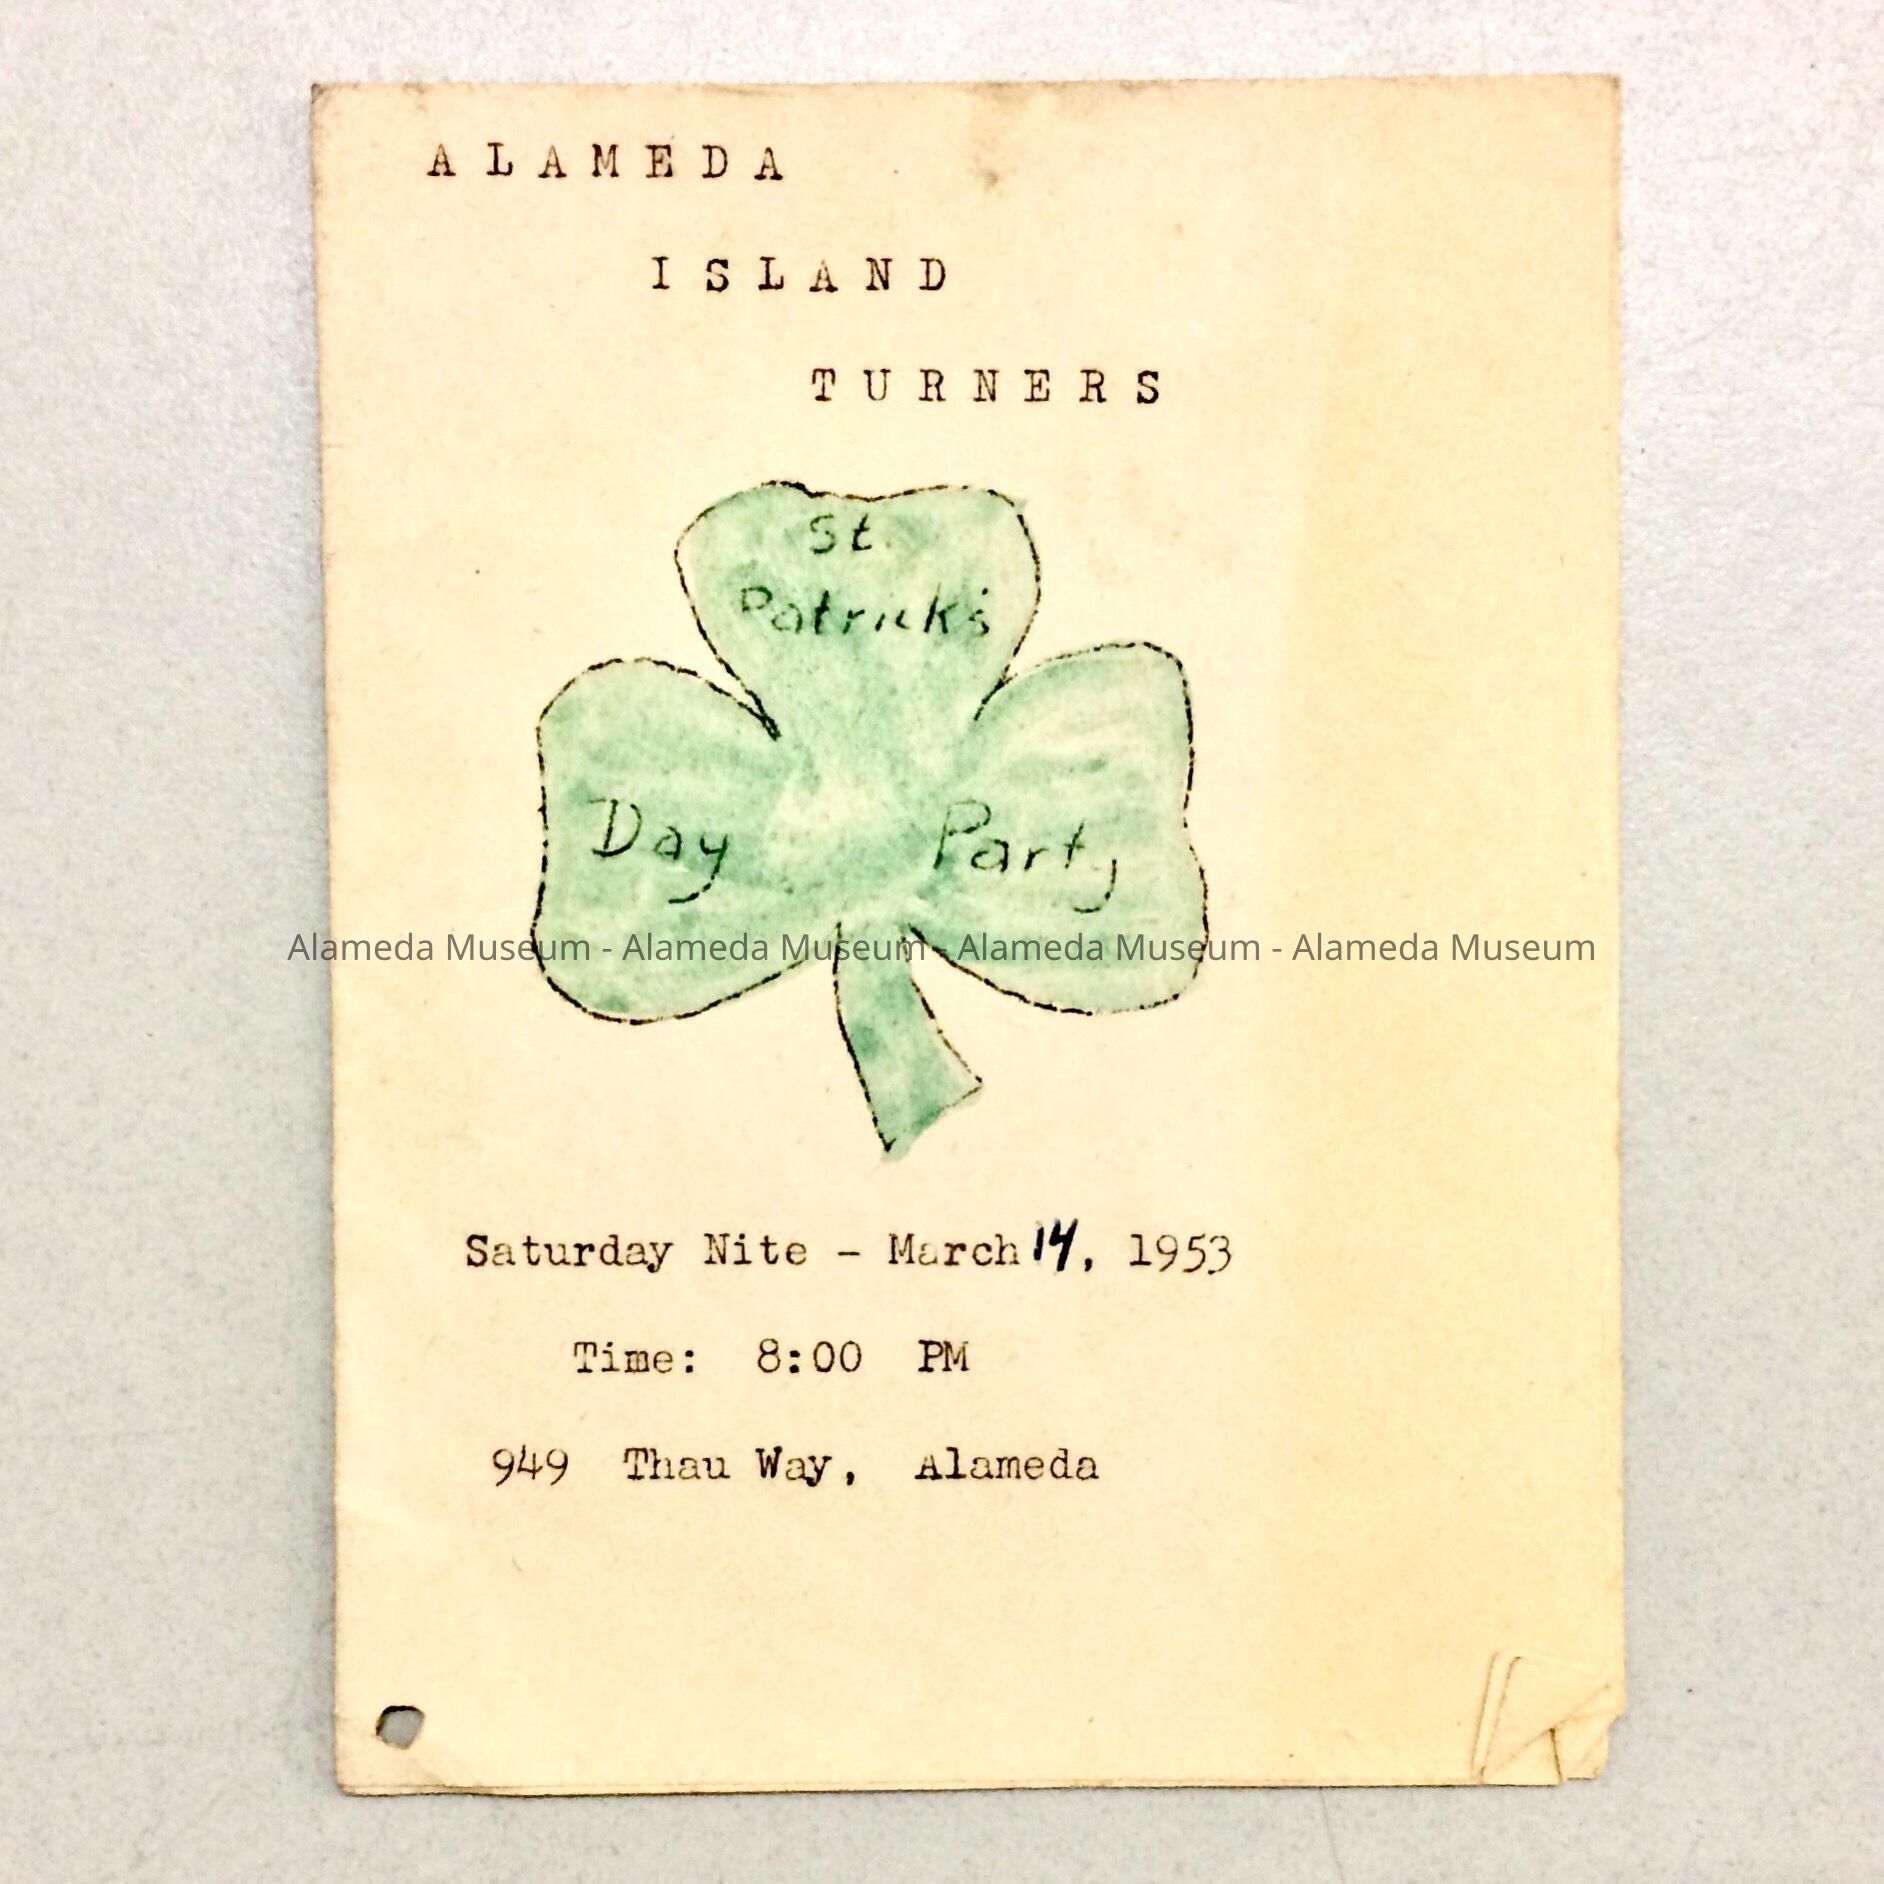 ALAMEDA
ISLAND
TURNERS
St.
Patrick's
Day Party
Alameda Museum - Alameda Museum - Alameda Museum - Alameda Museum
Saturday Nite - March 14, 1953
Time: 8:00 PM
949 Thau Way, Alameda